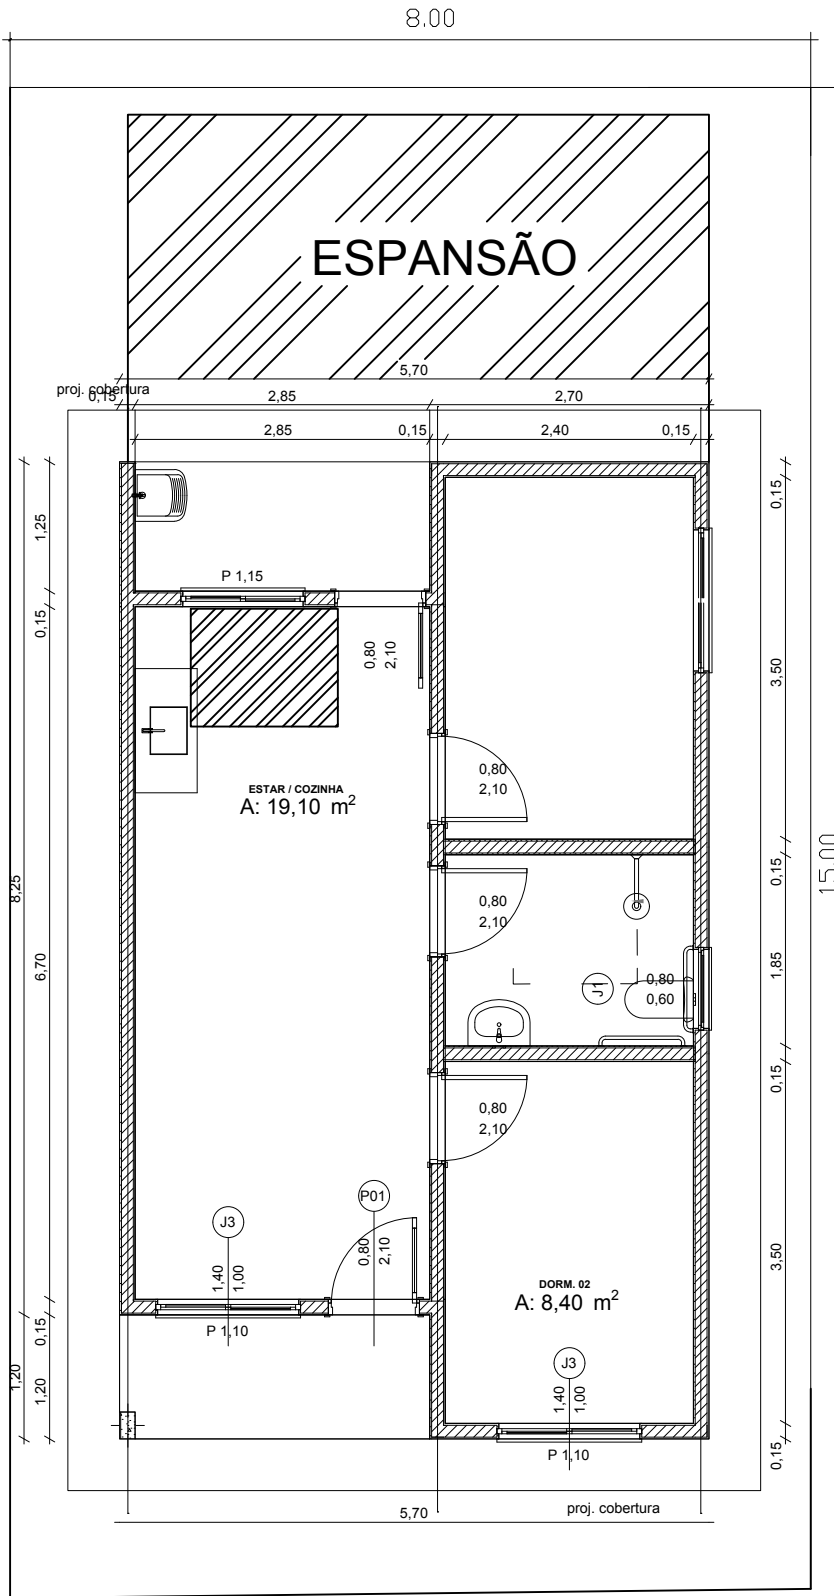 8.00
ESPANSÃO
5,70
proj. cobertura
0,15
2,85
2,70
2,85
0,15
2,40
0,15
0,15
1,25
P 1,15
0,15
0,80
2,10
3,50
0,80
2,10
ESTAR / COZINHA
A: 19,10 m²
15.00
0,15
8,25
0,80
2,10
6,70
1,85
J1
0,80
0,60
0,15
0,80
2,10
P01
J3
0,80
2,10
3,50
1,40
1,00
DORM. 02
A: 8,40 m²
P 1,10
0,15
J3
1,20
1,20
1,40
1,00
P 1,10
0,15
proj. cobertura
5,70